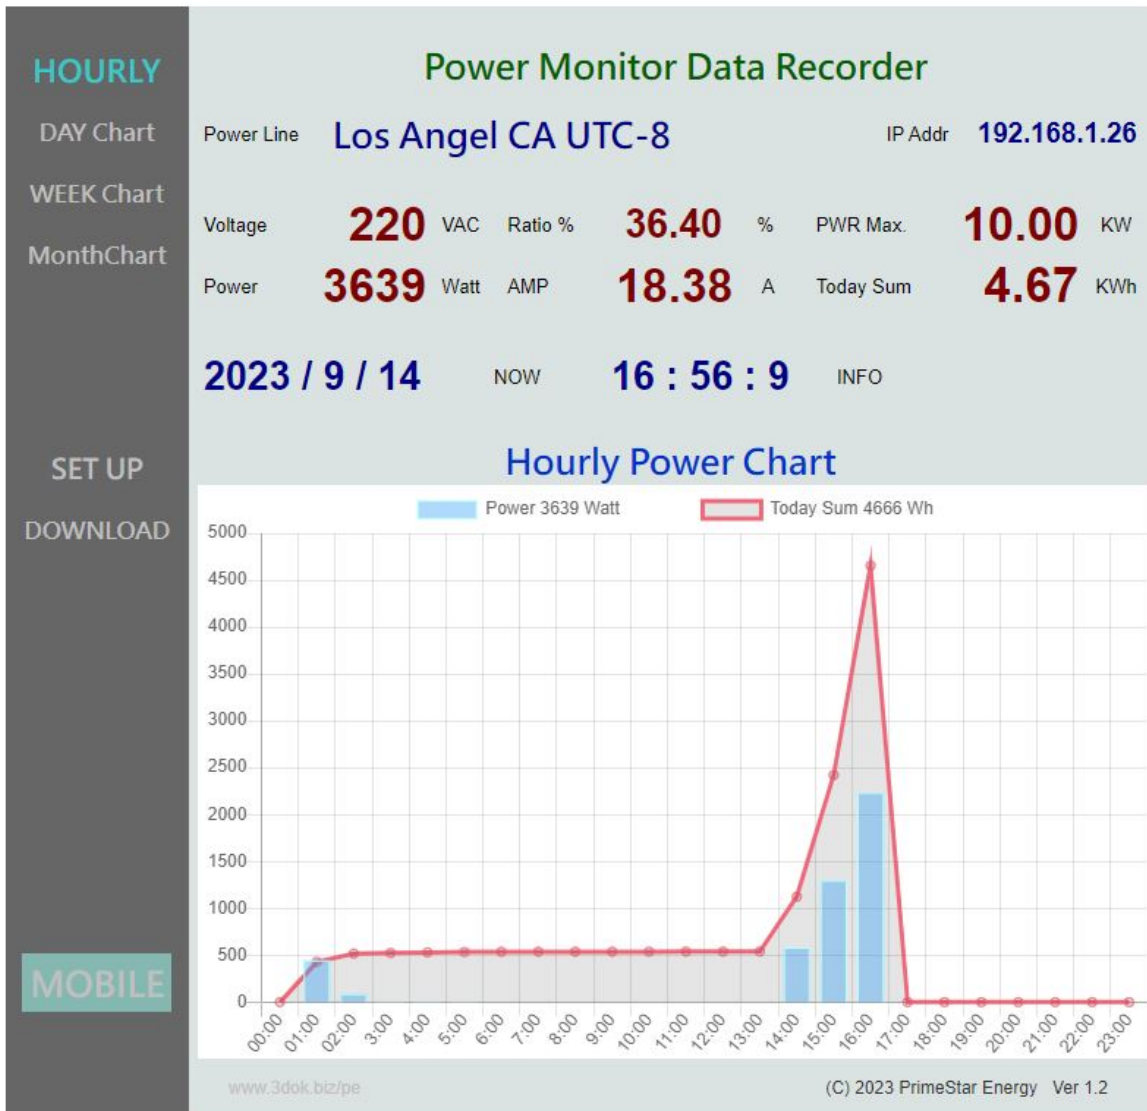 HOURLY
DAY Chart
WEEK Chart
MonthChart
SET UP
DOWNLOAD
MOBILE
Power Monitor Data Recorder
Power Line Los Angel CA UTC-8 IP Addr 192.168.1.26
Voltage 220 VAC Ratio % 36.40 % PWR Max. 10.00 KW
Power 3639 Watt AMP 18.38 A Today Sum 4.67 KWh
2023 / 9 / 14 NOW 16 : 56 : 9 INFO
Hourly Power Chart
Power 3639 Watt Today Sum 4666 Wh
5000
4500
4000
3500
3000
2500
2000
1500
1000
500
0
00:00 01:00 02:00 3:00 4:00 5:00 6:00 7:00 8:00 9:00 10:00 11:00 12:00 13:00 14:00 15:00 16:00 17:00 18:00 19:00 20:00 21:00 22:00 23:00
www.3dok.biz/pe (C) 2023 PrimeStar Energy Ver 1.2